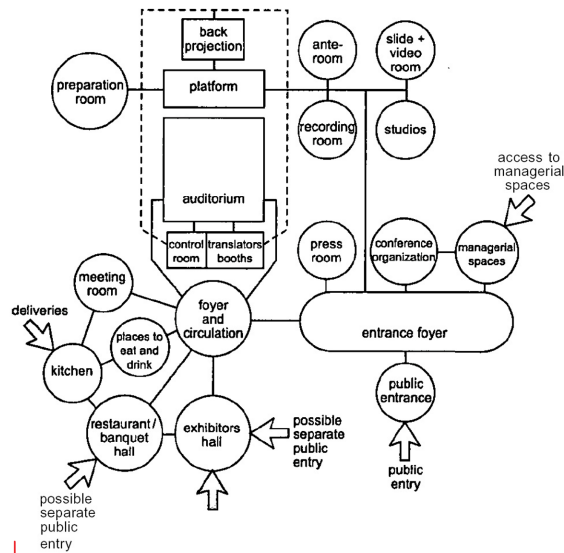 back
projection
ante-
room
slide +
video
room
preparation
room
platform
recording
room
studios
access to
managerial
spaces
auditorium
control
room
translators
booths
press
room
conference
organization
managerial
spaces
meeting
room
deliveries
foyer
and
circulation
places to
eat and
drink
entrance foyer
kitchen
public
entrance
restaurant/
banquet
hall
exhibitors
hall
possible
separate
public
entry
public
entry
possible
separate
public
entry